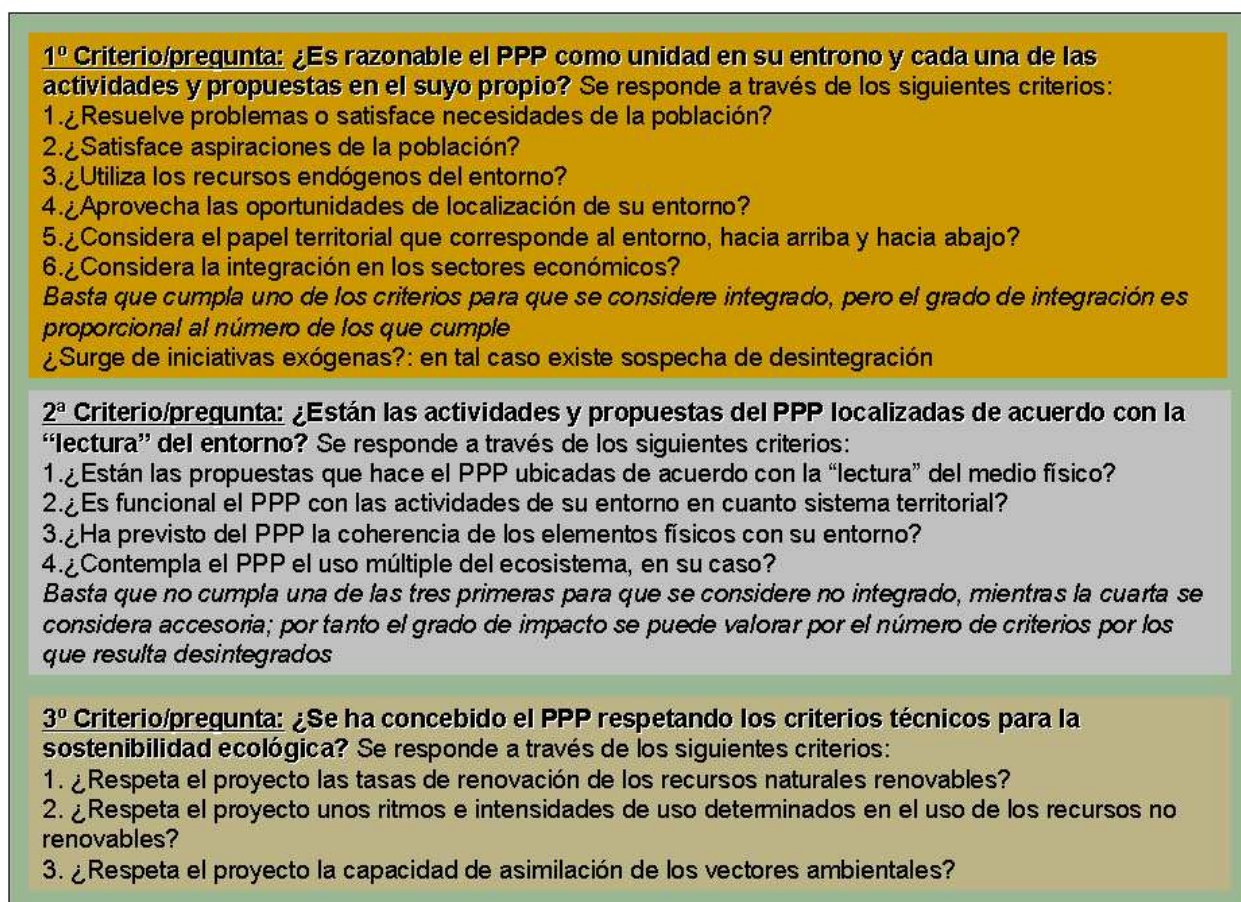 1º Criterio/pregunta: ¿Es razonable el PPP como unidad en su entrono y cada una de las
actividades y propuestas en el suyo propio? Se responde a través de los siguientes criterios:
1.¿Resuelve problemas o satisface necesidades de la población?
2.¿Satisface aspiraciones de la población?
3.¿Utiliza los recursos endógenos del entorno?
4.¿Aprovecha las oportunidades de localización de su entorno?
5.¿Considera el papel territorial que corresponde al entorno, hacia arriba y hacia abajo?
6.¿Considera la integración en los sectores económicos?
Basta que cumpla uno de los criterios para que se considere integrado, pero el grado de integración es
proporcional al número de los que cumple
¿Surge de iniciativas exógenas?: en tal caso existe sospecha de desintegración
2ª Criterio/pregunta: ¿Están las actividades y propuestas del PPP localizadas de acuerdo con la
“lectura” del entorno? Se responde a través de los siguientes criterios:
1.¿Están las propuestas que hace el PPP ubicadas de acuerdo con la “lectura” del medio físico?
2.¿Es funcional el PPP con las actividades de su entorno en cuanto sistema territorial?
3.¿Ha previsto del PPP la coherencia de los elementos físicos con su entorno?
4.¿Contempla el PPP el uso múltiple del ecosistema, en su caso?
Basta que no cumpla una de las tres primeras para que se considere no integrado, mientras la cuarta se
considera accesoria; por tanto el grado de impacto se puede valorar por el número de criterios por los
que resulta desintegrados
3º Criterio/pregunta: ¿Se ha concebido el PPP respetando los criterios técnicos para la
sostenibilidad ecológica? Se responde a través de los siguientes criterios:
1. ¿Respeta el proyecto las tasas de renovación de los recursos naturales renovables?
2. ¿Respeta el proyecto unos ritmos e intensidades de uso determinados en el uso de los recursos no
renovables?
3. ¿Respeta el proyecto la capacidad de asimilación de los vectores ambientales?